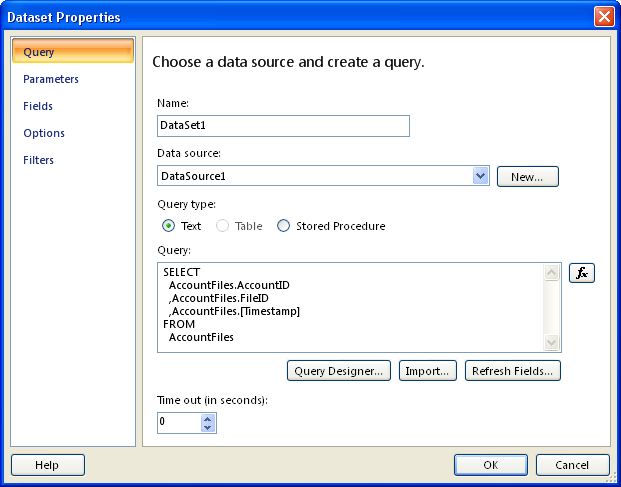 Dataset Properties
Query
Parameters
Fields
Options
Filters
Choose a data source and create a query.
Name:
DataSet1
Data source:
DataSource1
New...
Query type:
Text
Table
Stored Procedure
Query:
SELECT
AccountFiles.AccountID
,AccountFiles.FileID
,AccountFiles.[Timestamp]
FROM
AccountFiles
fx
Query Designer...
Import...
Refresh Fields...
Time out (in seconds):
0
Help
OK
Cancel